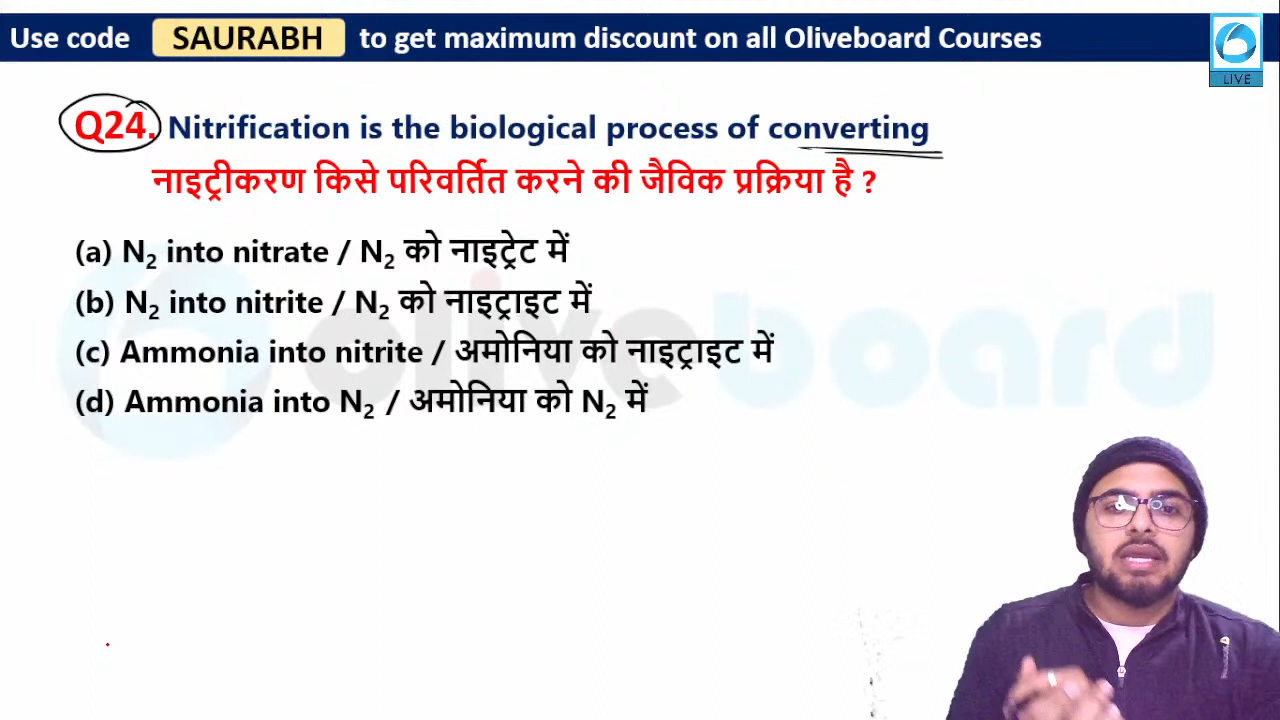 Use code SAURABH to get maximum discount on all Oliveboard Courses
LIVE
Q24. Nitrification is the biological process of converting
नाइट्रीकरण किसे परिवर्तित करने की जैविक प्रक्रिया है ?
(a) N₂ into nitrate / N₂ को नाइट्रेट में
(b) N₂ into nitrite / N₂ को नाइट्राइट में
(c) Ammonia into nitrite / अमोनिया को नाइट्राइट में
(d) Ammonia into N₂ / अमोनिया को N₂ में
oliveboard